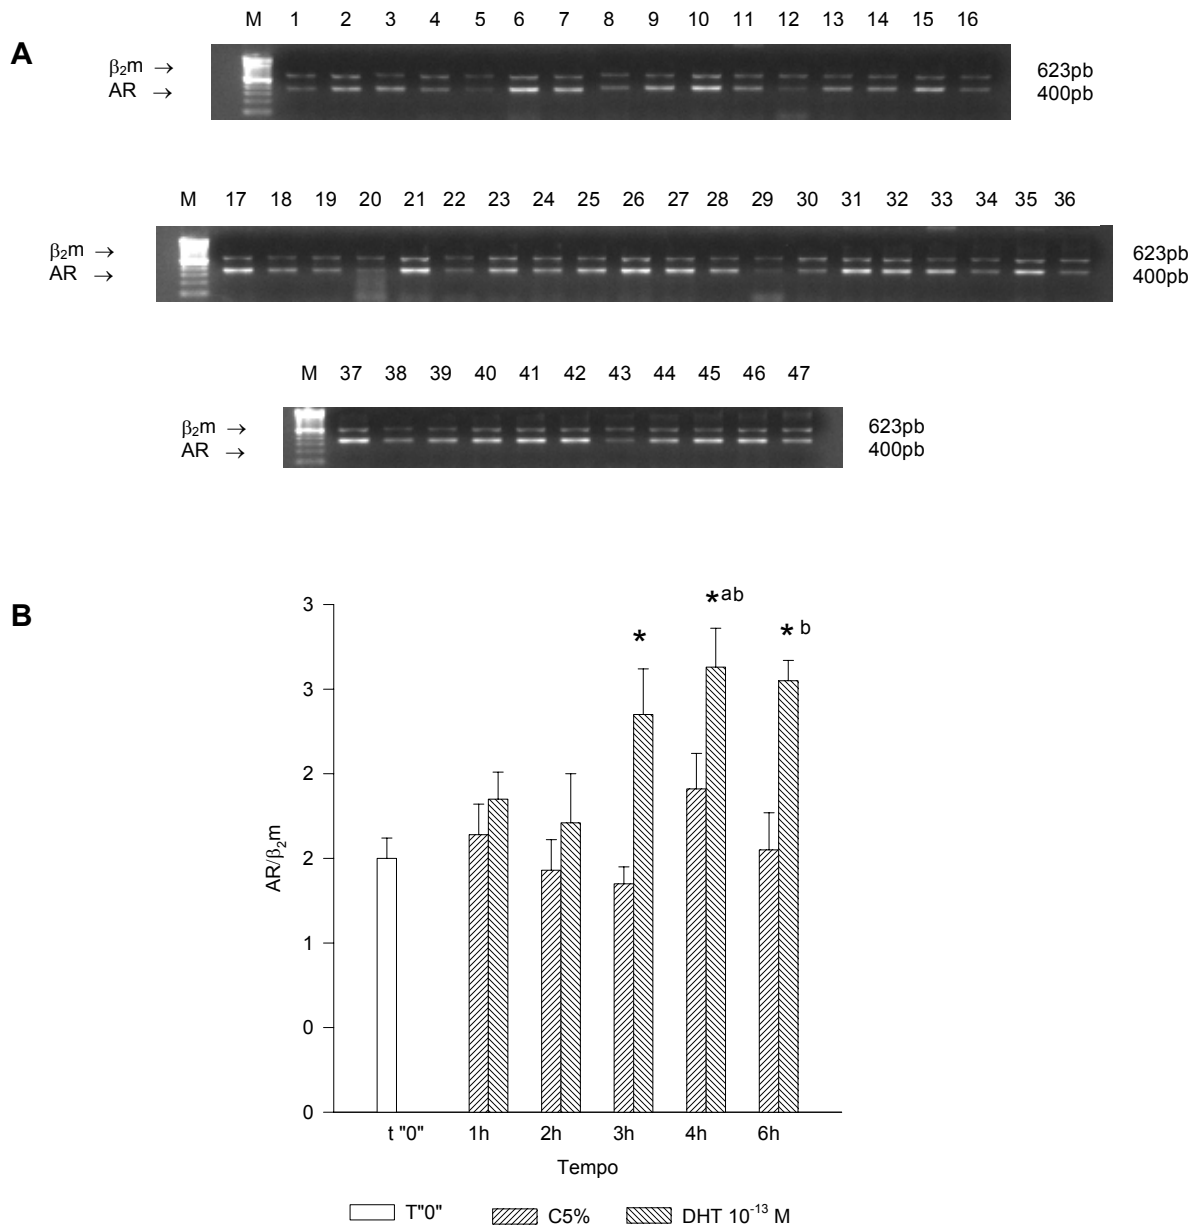 A
M 1 2 3 4 5 6 7 8 9 10 11 12 13 14 15 16
β₂m → 623pb
AR → 400pb
M 17 18 19 20 21 22 23 24 25 26 27 28 29 30 31 32 33 34 35 36
β₂m → 623pb
AR → 400pb
M 37 38 39 40 41 42 43 44 45 46 47
β₂m → 623pb
AR → 400pb
B
3
3
2
2
1
0
0
AR/β₂m
*
*ab
* b
t "0" 1h 2h 3h 4h 6h
Tempo
T"0" C5% DHT 10⁻¹³ M